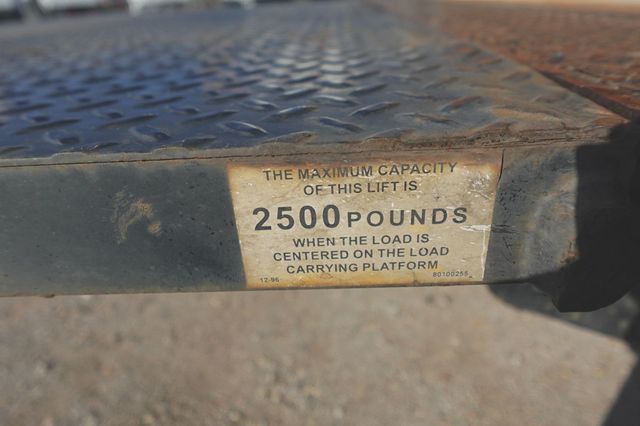 THE MAXIMUM CAPACITY
OF THIS LIFT IS
2500 POUNDS
WHEN THE LOAD IS
CENTERED ON THE LOAD
CARRYING PLATFORM
12-96 80100255